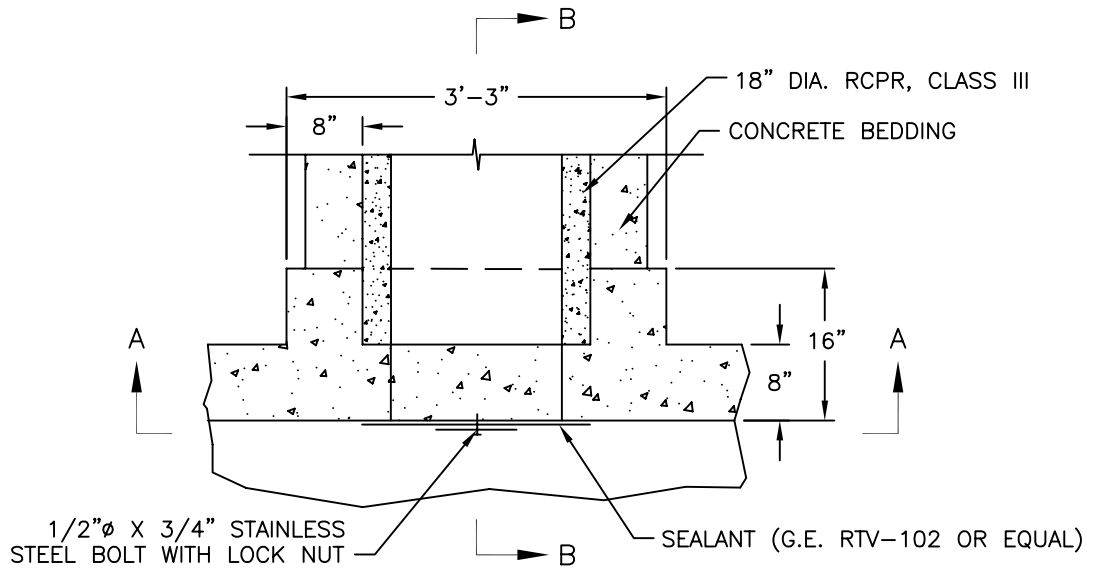 B
18" DIA. RCPR, CLASS III
3'-3"
8"
CONCRETE BEDDING
A
16"
A
8"
1/2"ø X 3/4" STAINLESS
STEEL BOLT WITH LOCK NUT
B
SEALANT (G.E. RTV-102 OR EQUAL)